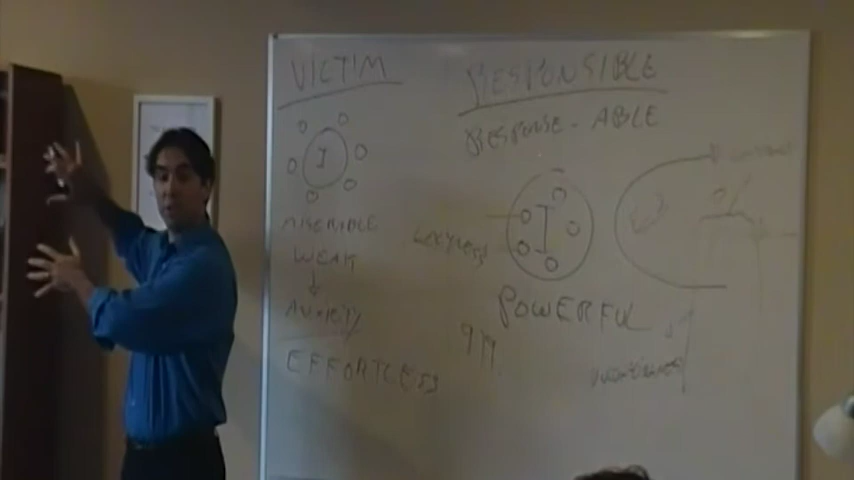 VICTIM
I
MISERABLE
WEAK
ANXIETY
EFFORTLESS
RESPONSIBLE
RESPONSE - ABLE
I
POWERFUL